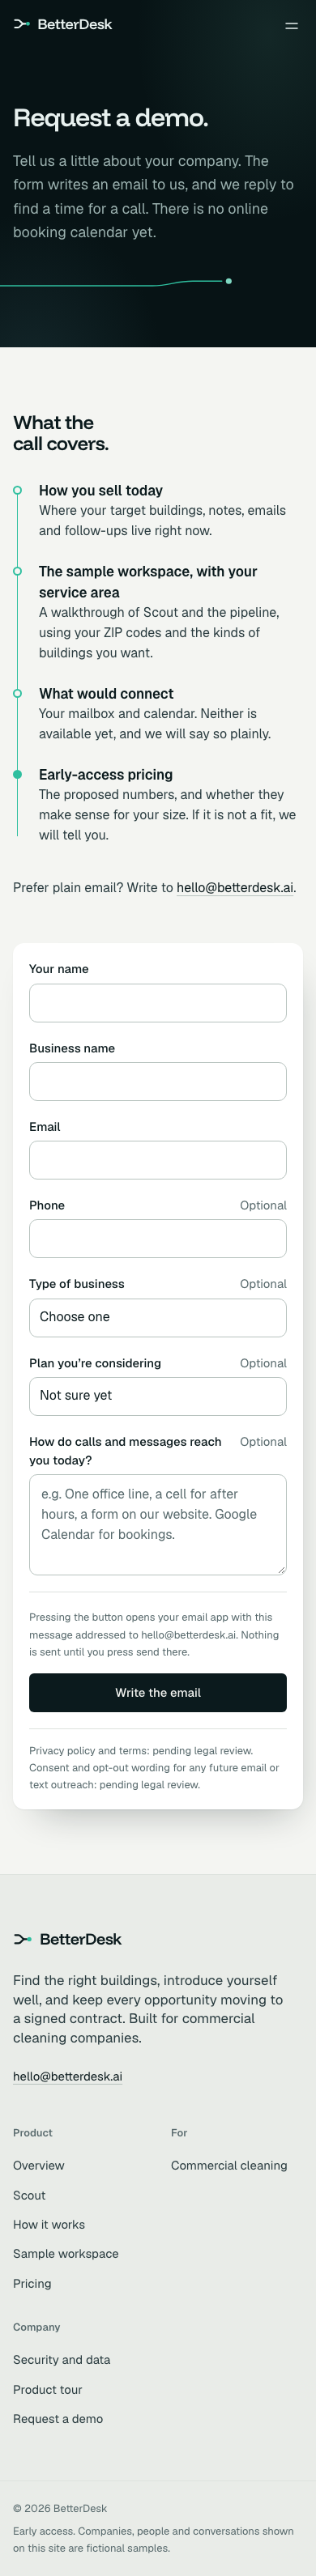 BetterDesk
Request a demo.
Tell us a little about your company. The
form writes an email to us, and we reply to
find a time for a call. There is no online
booking calendar yet.
What the
call covers.
How you sell today
Where your target buildings, notes, emails
and follow-ups live right now.
The sample workspace, with your
service area
A walkthrough of Scout and the pipeline,
using your ZIP codes and the kinds of
buildings you want.
What would connect
Your mailbox and calendar. Neither is
available yet, and we will say so plainly.
Early-access pricing
The proposed numbers, and whether they
make sense for your size. If it is not a fit, we
will tell you.
Prefer plain email? Write to hello@betterdesk.ai.
Your name
Business name
Email
Phone Optional
Type of business Optional
Choose one
Plan you're considering Optional
Not sure yet
How do calls and messages reach Optional
you today?
e.g. One office line, a cell for after
hours, a form on our website. Google
Calendar for bookings.
Pressing the button opens your email app with this
message addressed to hello@betterdesk.ai. Nothing
is sent until you press send there.
Write the email
Privacy policy and terms: pending legal review.
Consent and opt-out wording for any future email or
text outreach: pending legal review.
BetterDesk
Find the right buildings, introduce yourself
well, and keep every opportunity moving to
a signed contract. Built for commercial
cleaning companies.
hello@betterdesk.ai
Product
Overview
Scout
How it works
Sample workspace
Pricing
For
Commercial cleaning
Company
Security and data
Product tour
Request a demo
© 2026 BetterDesk
Early access. Companies, people and conversations shown
on this site are fictional samples.